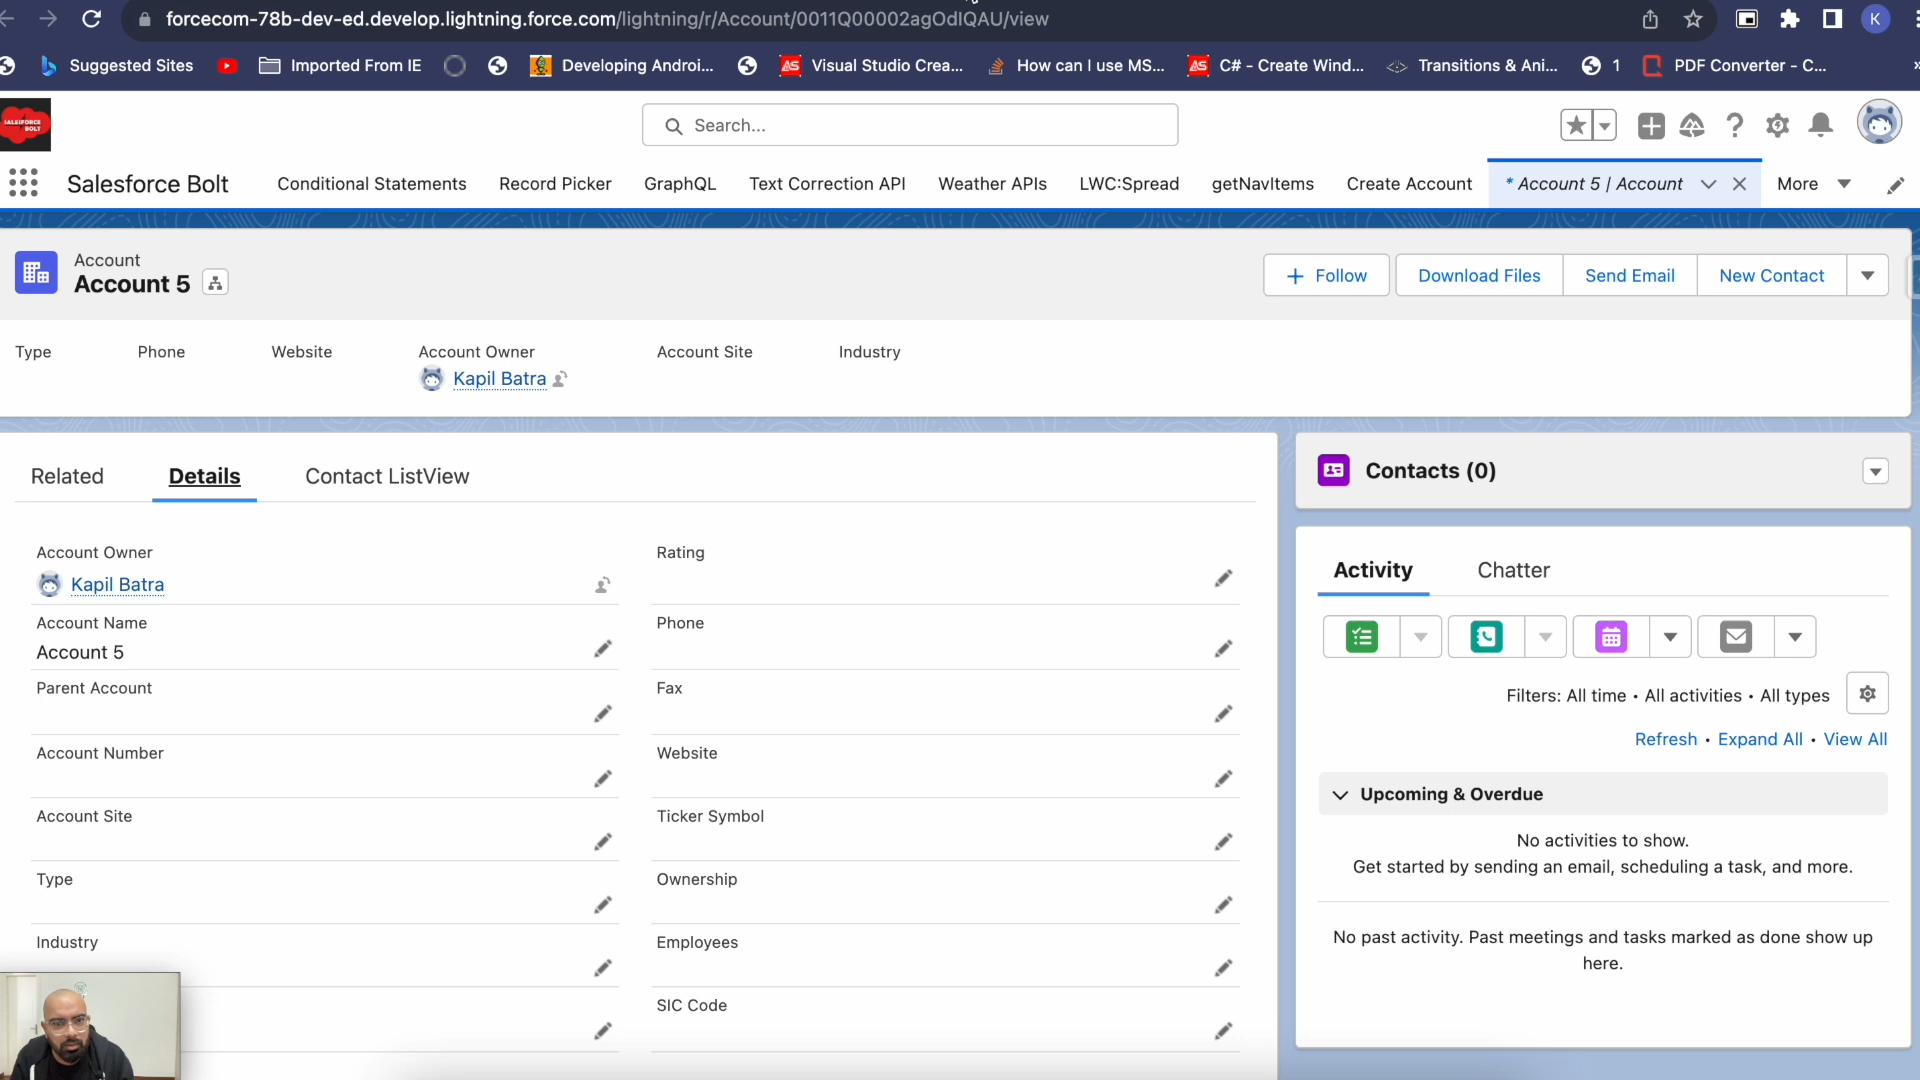 forcecom-78b-dev-ed.develop.lightning.force.com/lightning/r/Account/0011Q00002agOdIQAU/view
K
Suggested Sites
Imported From IE
Developing Androi...
Visual Studio Crea...
How can I use MS...
C# - Create Wind...
Transitions & Ani...
1
PDF Converter - C...
»
SALESFORCE
BOLT
Search...
Salesforce Bolt
Conditional Statements
Record Picker
GraphQL
Text Correction API
Weather APIs
LWC:Spread
getNavItems
Create Account
* Account 5 | Account
More
Account
Account 5
Follow
Download Files
Send Email
New Contact
Type
Phone
Website
Account Owner
Account Site
Industry
Kapil Batra
Related
Details
Contact ListView
Account Owner
Kapil Batra
Account Name
Account 5
Parent Account
Account Number
Account Site
Type
Industry
Rating
Phone
Fax
Website
Ticker Symbol
Ownership
Employees
SIC Code
Contacts (0)
Activity
Chatter
Filters: All time • All activities • All types
Refresh • Expand All • View All
Upcoming & Overdue
No activities to show.
Get started by sending an email, scheduling a task, and more.
No past activity. Past meetings and tasks marked as done show up
here.